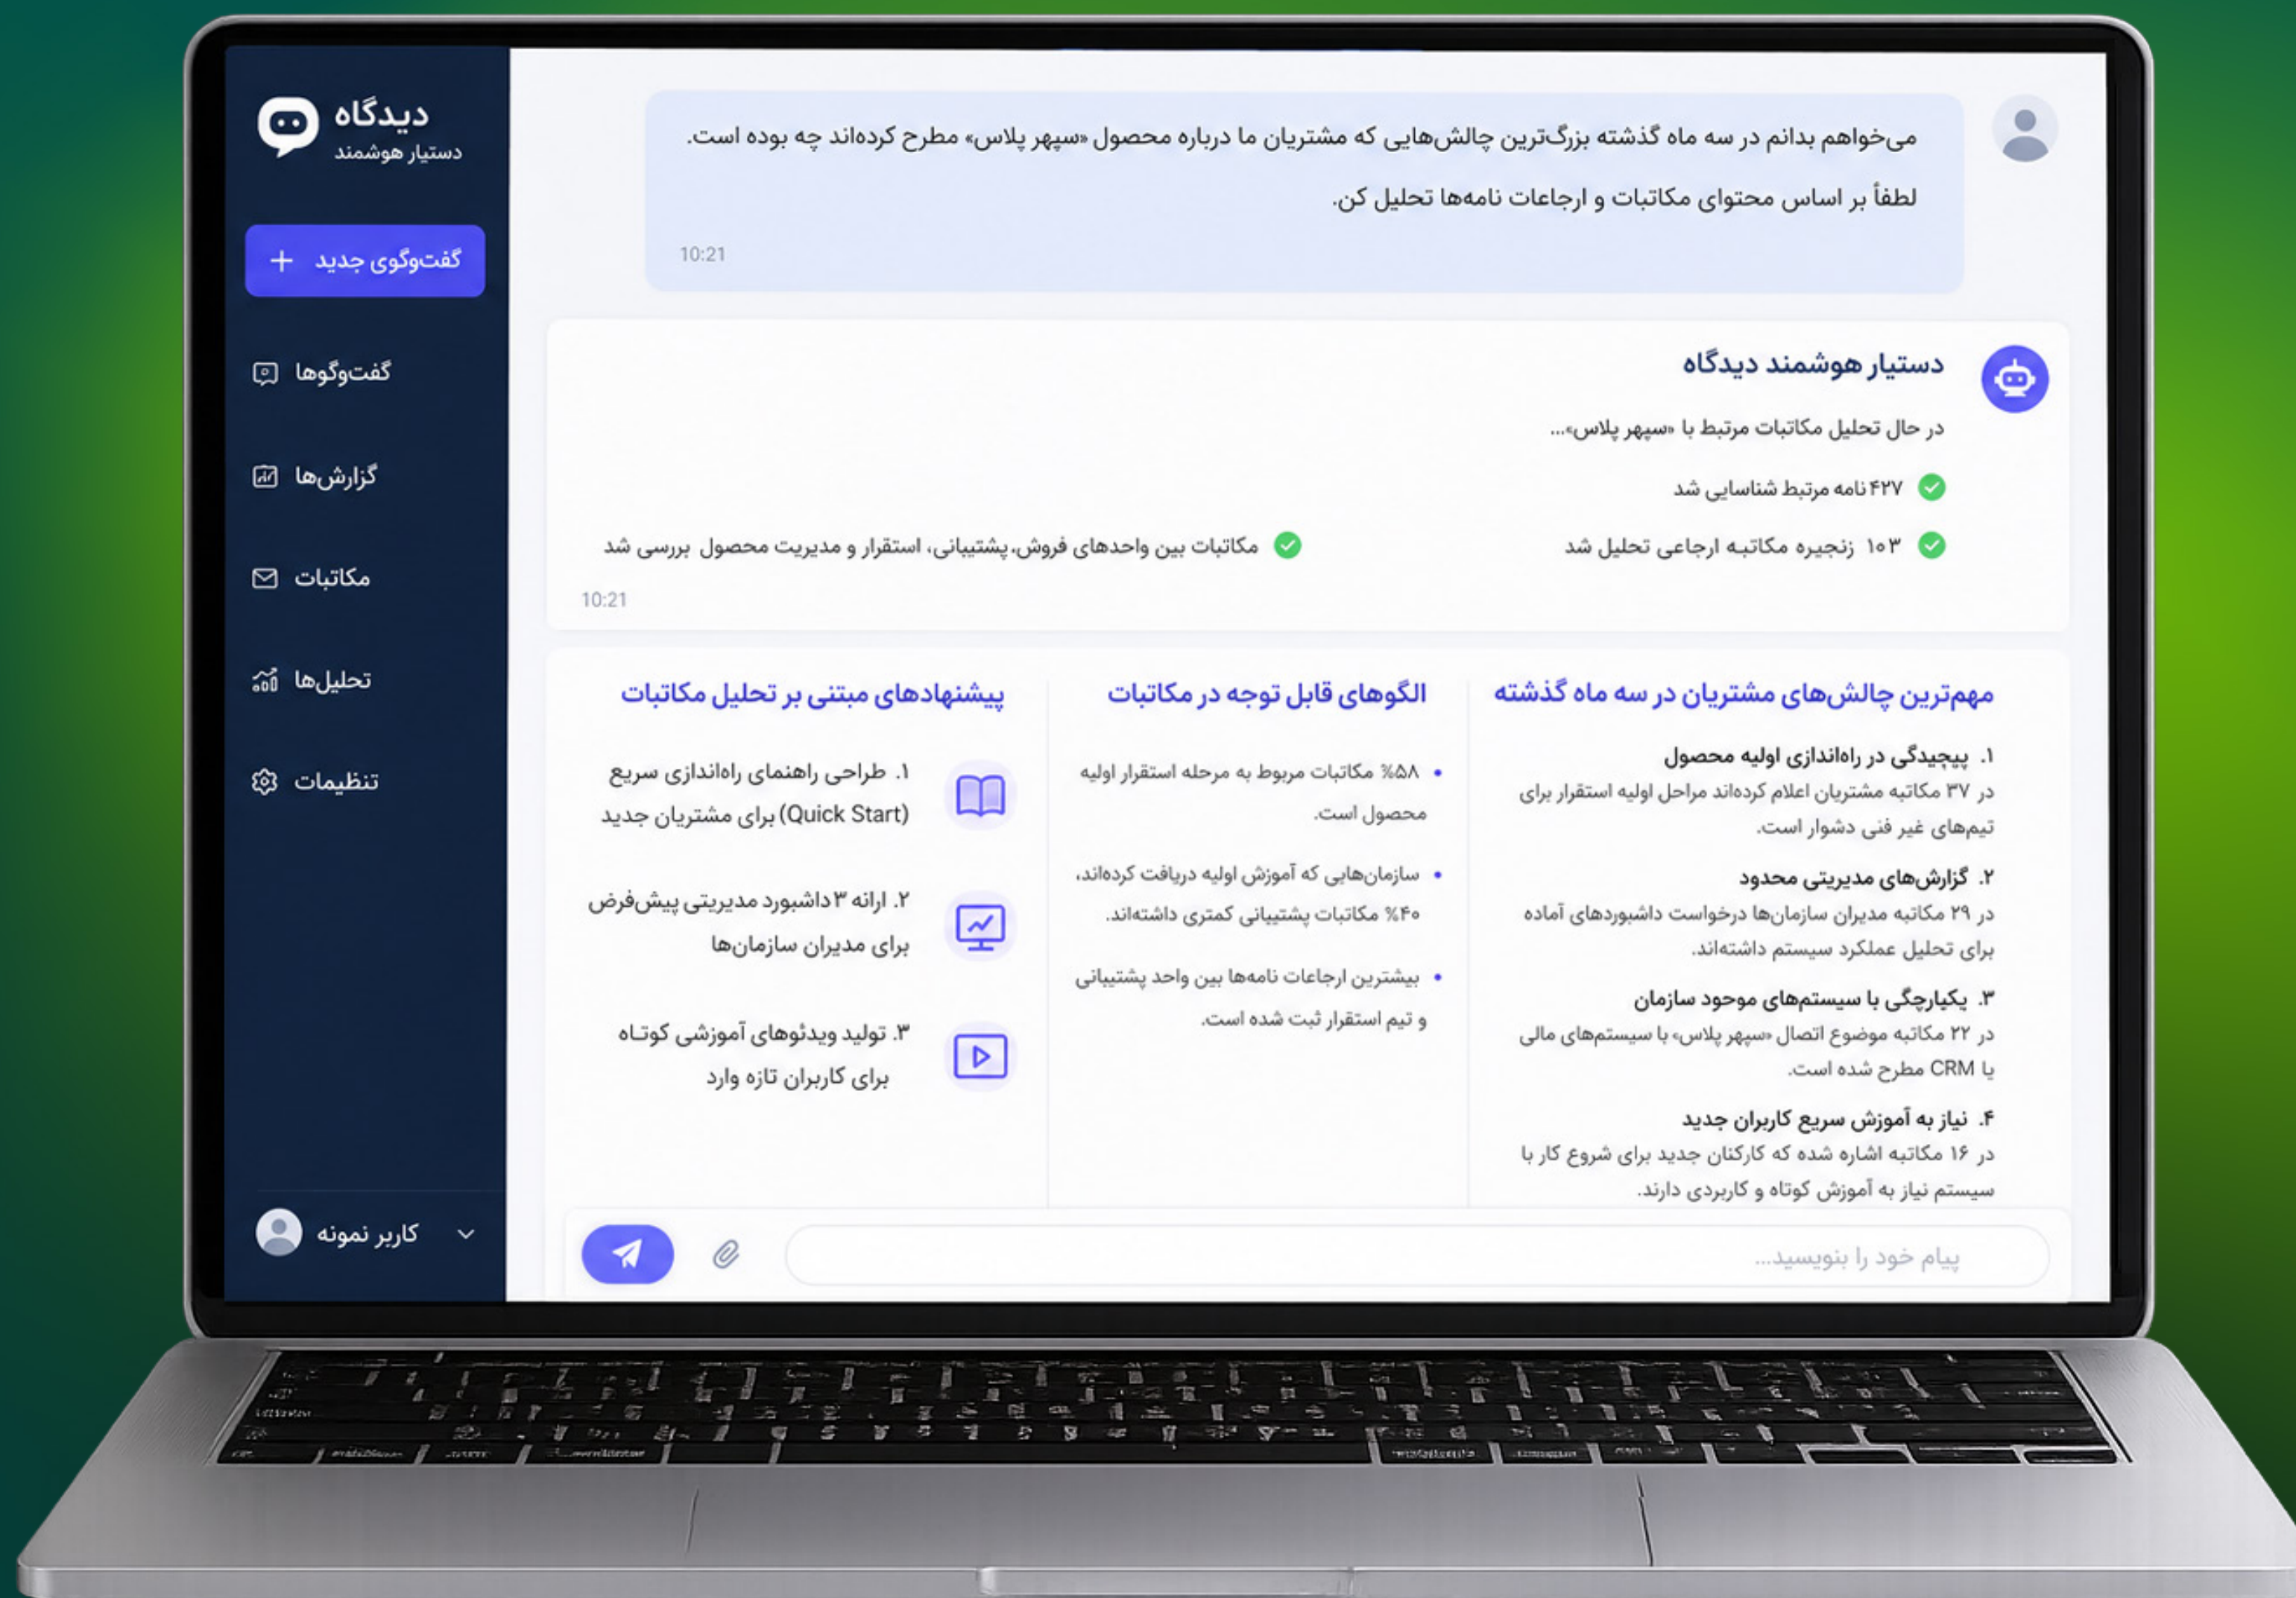 دیدگاه
دستیار هوشمند
گفت‌وگوی جدید +
گفت‌وگوها
گزارش‌ها
مکاتبات
تحلیل‌ها
تنظیمات
کاربر نمونه
می‌خواهم بدانم در سه ماه گذشته بزرگ‌ترین چالش‌هایی که مشتریان ما درباره محصول «سپهر پلاس» مطرح کرده‌اند چه بوده است.
لطفاً بر اساس محتوای مکاتبات و ارجاعات نامه‌ها تحلیل کن.
10:21
دستیار هوشمند دیدگاه
در حال تحلیل مکاتبات مرتبط با «سپهر پلاس»...
۴۲۷ نامه مرتبط شناسایی شد
۱۰۳ زنجیره مکاتبه ارجاعی تحلیل شد
مکاتبات بین واحدهای فروش،پشتیبانی، استقرار و مدیریت محصول بررسی شد
10:21
مهم‌ترین چالش‌های مشتریان در سه ماه گذشته
۱. پیچیدگی در راه‌اندازی اولیه محصول
در ۳۷ مکاتبه مشتریان اعلام کرده‌اند مراحل اولیه استقرار برای
تیم‌های غیر فنی دشوار است.
۲. گزارش‌های مدیریتی محدود
در ۲۹ مکاتبه مدیران سازمان‌ها درخواست داشبوردهای آماده
برای تحلیل عملکرد سیستم داشته‌اند.
۳. یکپارچگی با سیستم‌های موجود سازمان
در ۲۲ مکاتبه موضوع اتصال «سپهر پلاس» با سیستم‌های مالی
یا CRM مطرح شده است.
۴. نیاز به آموزش سریع کاربران جدید
در ۱۶ مکاتبه اشاره شده که کارکنان جدید برای شروع کار با
سیستم نیاز به آموزش کوتاه و کاربردی دارند.
الگوهای قابل توجه در مکاتبات
• ۵۸% مکاتبات مربوط به مرحله استقرار اولیه
محصول است.
• سازمان‌هایی که آموزش اولیه دریافت کرده‌اند،
۴۰% مکاتبات پشتیبانی کمتری داشته‌اند.
• بیشترین ارجاعات نامه‌ها بین واحد پشتیبانی
و تیم استقرار ثبت شده است.
پیشنهادهای مبتنی بر تحلیل مکاتبات
۱. طراحی راهنمای راه‌اندازی سریع
(Quick Start) برای مشتریان جدید
۲. ارائه ۳ داشبورد مدیریتی پیش‌فرض
برای مدیران سازمان‌ها
۳. تولید ویدئوهای آموزشی کوتاه
برای کاربران تازه وارد
پیام خود را بنویسید...